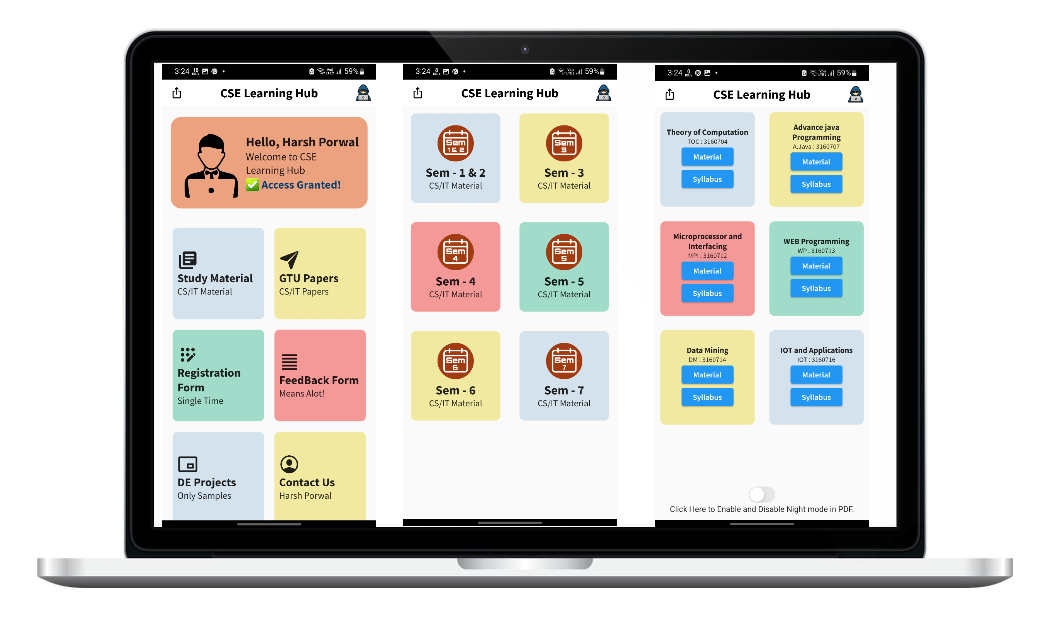 3:24
59%
CSE Learning Hub
Hello, Harsh Porwal
Welcome to CSE
Learning Hub
✅ Access Granted!
Study Material
CS/IT Material
GTU Papers
CS/IT Papers
Registration
Form
Single Time
FeedBack Form
Means Alot!
DE Projects
Only Samples
Contact Us
Harsh Porwal
3:24
59%
CSE Learning Hub
Sem
1 & 2
Sem - 1 & 2
CS/IT Material
Sem
3
Sem - 3
CS/IT Material
Sem
4
Sem - 4
CS/IT Material
Sem
5
Sem - 5
CS/IT Material
Sem
6
Sem - 6
CS/IT Material
Sem
7
Sem - 7
CS/IT Material
3:24
59%
CSE Learning Hub
Theory of Computation
TOC : 3160704
Material
Syllabus
Advance java
Programming
AJava : 3160707
Material
Syllabus
Microprocessor and
Interfacing
MPI : 3160712
Material
Syllabus
WEB Programming
WP : 3160713
Material
Syllabus
Data Mining
DM : 3160714
Material
Syllabus
IOT and Applications
IOT : 3160716
Material
Syllabus
Click Here to Enable and Disable Night mode in PDF.